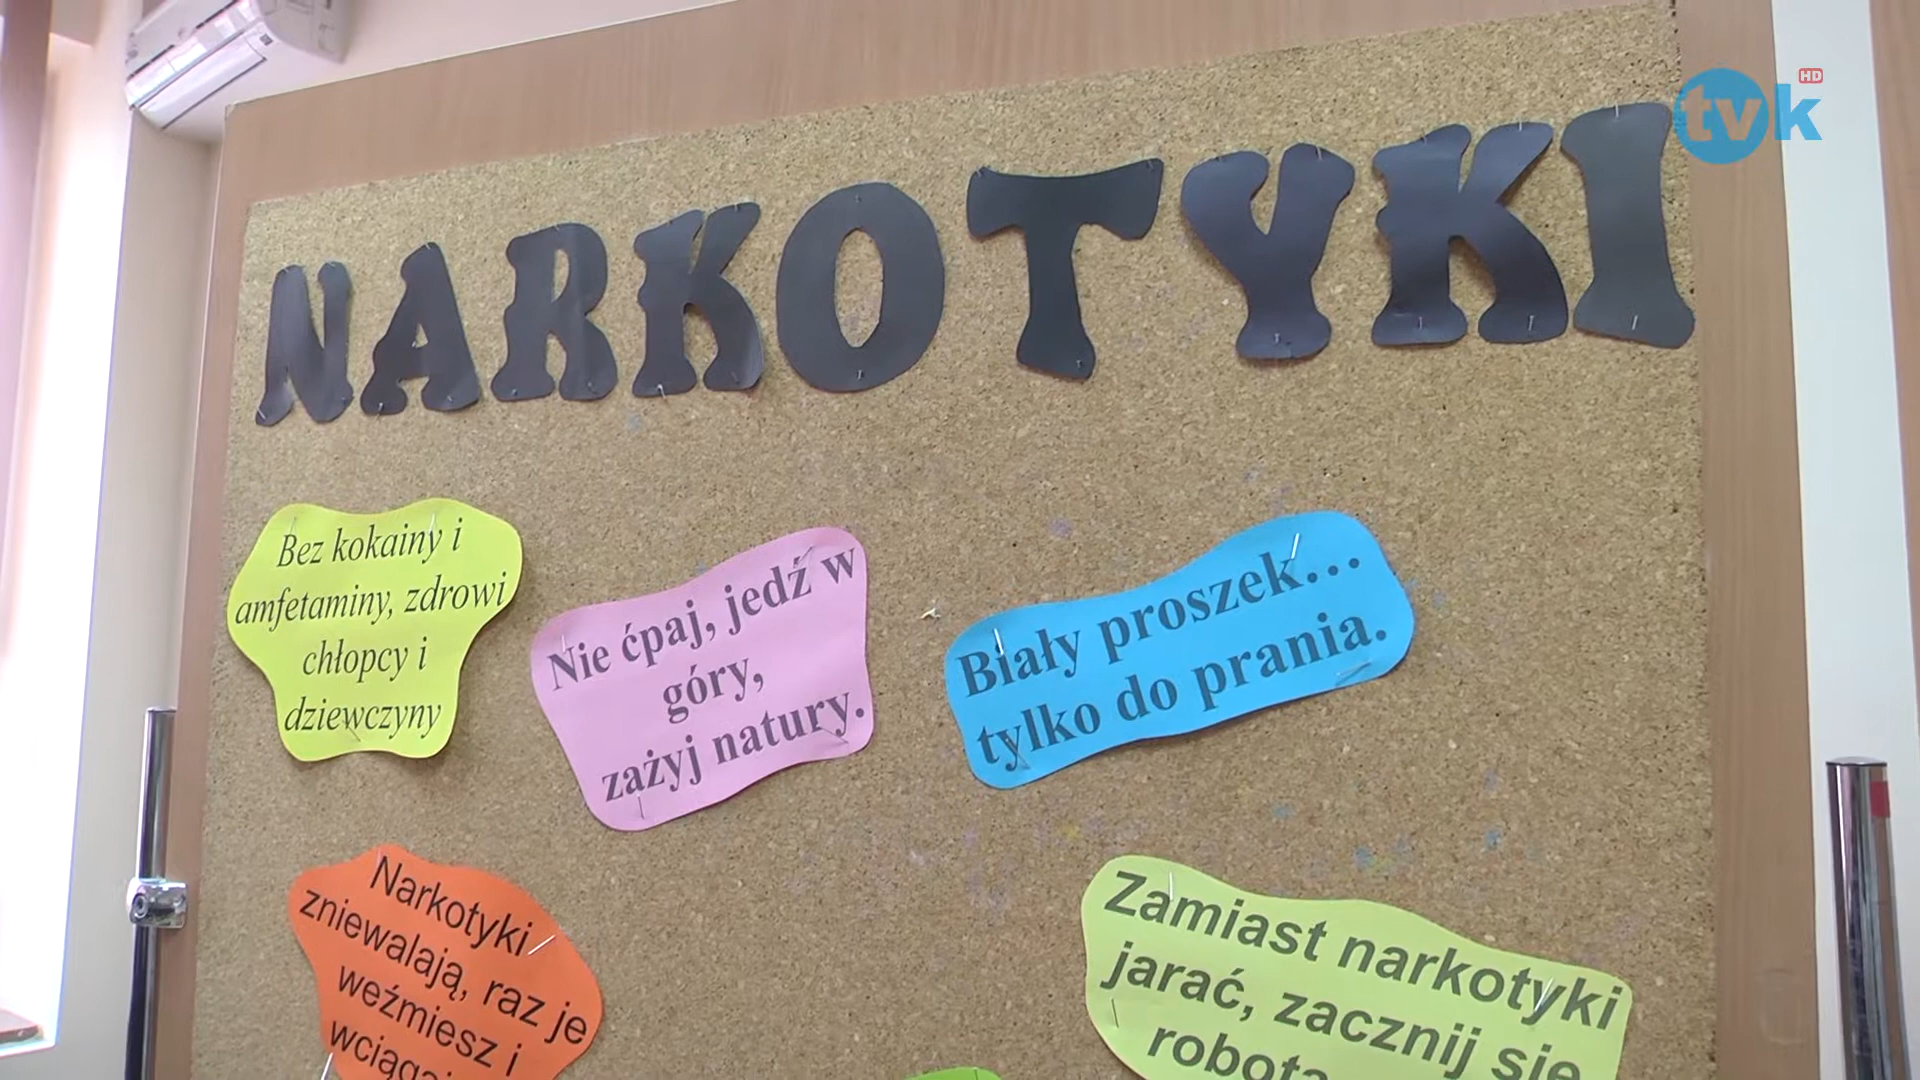 NARKOTYKI
tvk HD
Bez kokainy i
amfetaminy, zdrowi
chłopcy i
dziewczyny
Nie ćpaj, jedź w
góry,
zażyj natury.
Biały proszek...
tylko do prania.
Narkotyki
zniewalają, raz je
weźmiesz i
Zamiast narkotyki
jarać, zacznij się